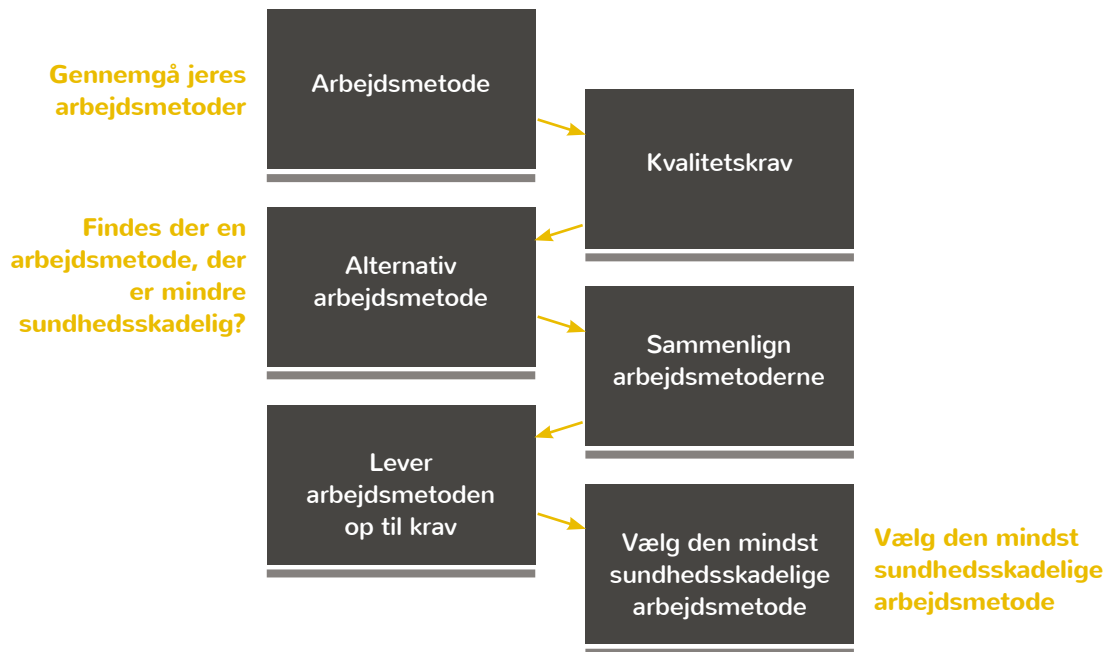 Gennemgå jeres
arbejdsmetoder
Arbejdsmetode
Kvalitetskrav
Findes der en
arbejdsmetode, der
er mindre
sundhedsskadelig?
Alternativ
arbejdsmetode
Sammenlign
arbejdsmetoderne
Lever
arbejdsmetoden
op til krav
Vælg den mindst
sundhedsskadelige
arbejdsmetode
Vælg den mindst
sundhedsskadelige
arbejdsmetode